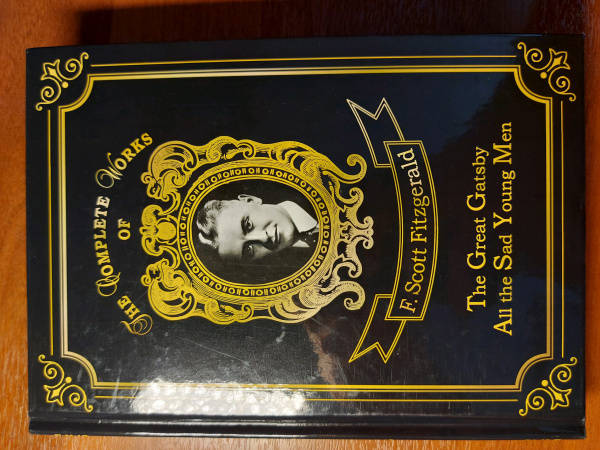 The Complete Works
of
F. Scott Fitzgerald
The Great Gatsby
All the Sad Young Men